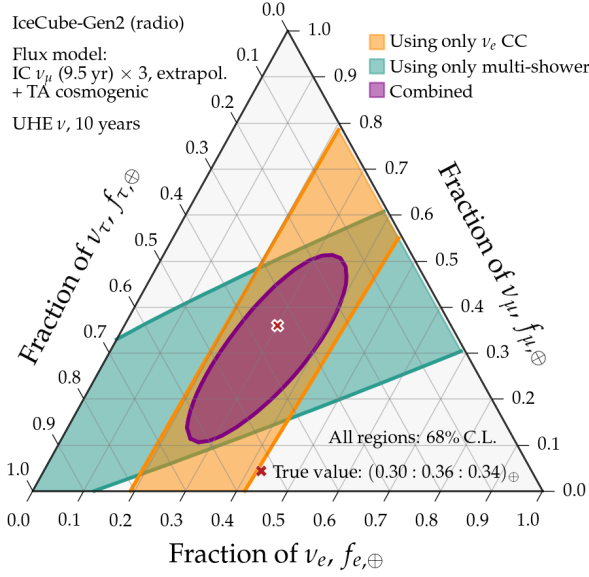 IceCube-Gen2 (radio)
Flux model:
IC ν_μ (9.5 yr) × 3, extrapol.
+ TA cosmogenic
UHE ν, 10 years
Using only ν_e CC
Using only multi-shower
Combined
Fraction of ν_τ, f_τ,⊕
0.0
0.1
0.2
0.3
0.4
0.5
0.6
0.7
0.8
0.9
1.0
Fraction of ν_μ, f_μ,⊕
1.0
0.9
0.8
0.7
0.6
0.5
0.4
0.3
0.2
0.1
0.0
All regions: 68% C.L.
True value: (0.30 : 0.36 : 0.34)_⊕
0.0 0.1 0.2 0.3 0.4 0.5 0.6 0.7 0.8 0.9 1.0
Fraction of ν_e, f_e,⊕